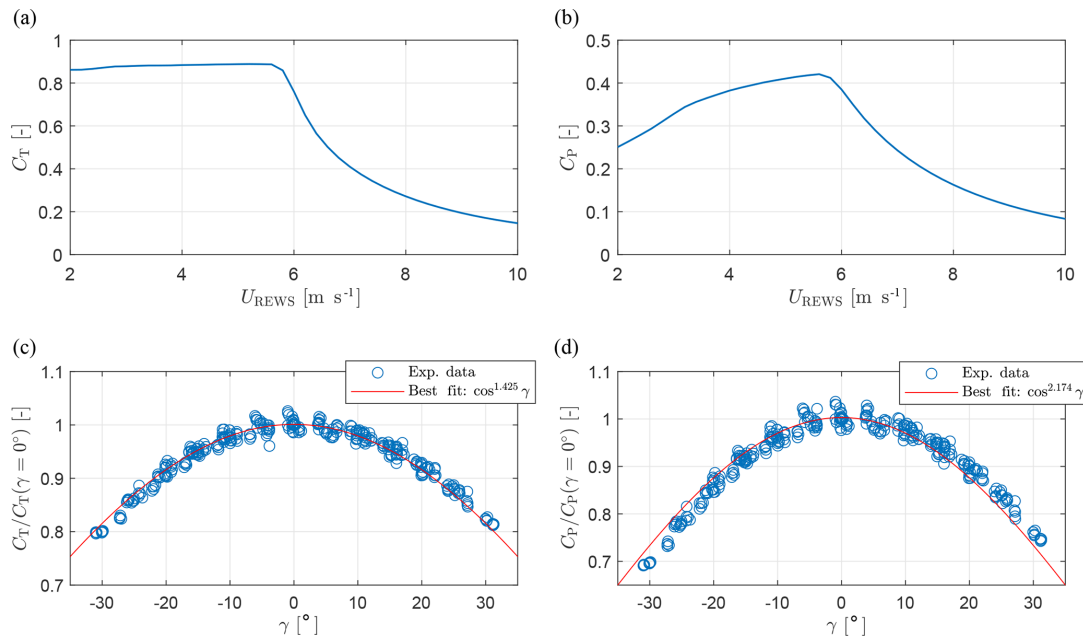 (a)
1
0.8
0.6
0.4
0.2
0
C_T [-]
2 4 6 8 10
U_REWS [m s⁻¹]
(b)
0.5
0.4
0.3
0.2
0.1
0
C_P [-]
2 4 6 8 10
U_REWS [m s⁻¹]
(c)
1.1
1
0.9
0.8
0.7
C_T/C_T(γ = 0°) [-]
Exp. data
Best fit: cos^1.425 γ
-30 -20 -10 0 10 20 30
γ [°]
(d)
1.1
1
0.9
0.8
0.7
C_P/C_P(γ = 0°) [-]
Exp. data
Best fit: cos^2.174 γ
-30 -20 -10 0 10 20 30
γ [°]